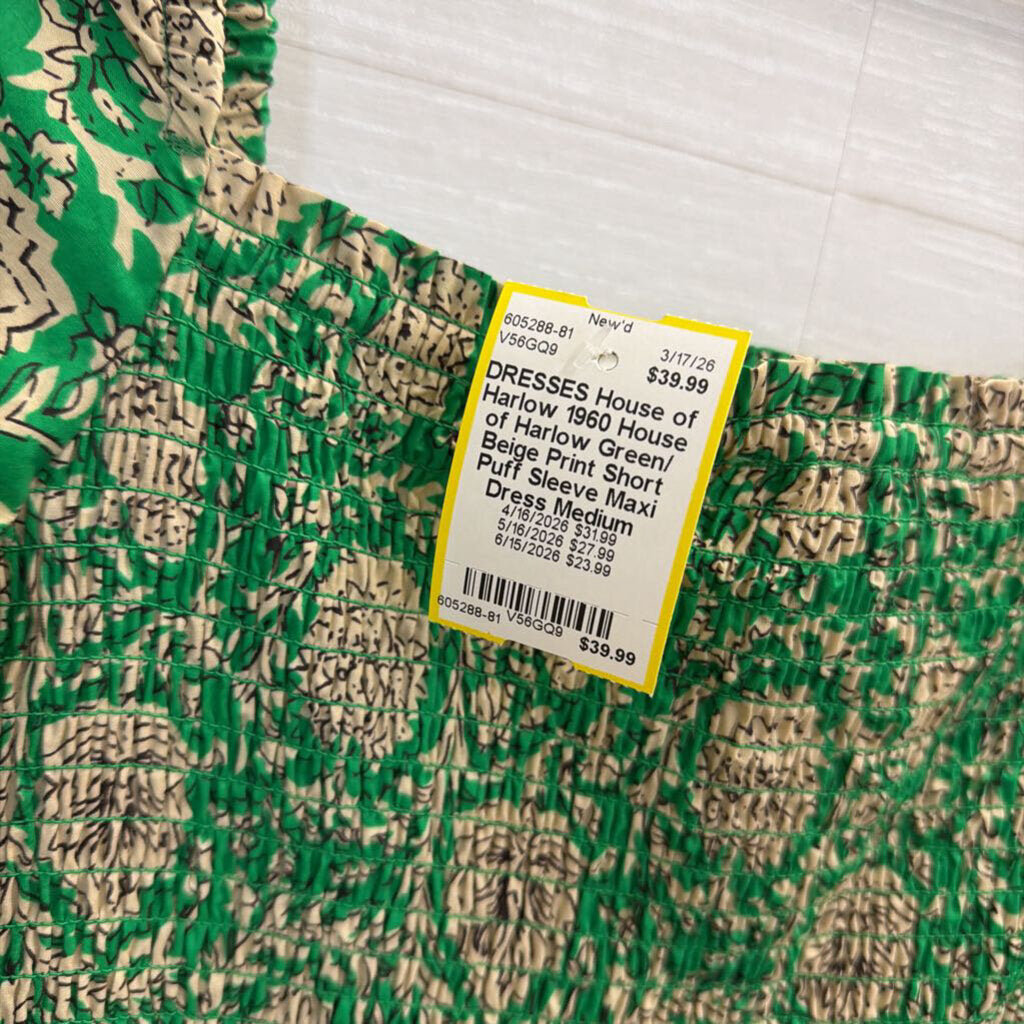 New'd
605288-81
V56GQ9
3/17/26
$39.99
DRESSES House of
Harlow 1960 House
of Harlow Green/
Beige Print Short
Puff Sleeve Maxi
Dress Medium
4/16/2026 $31.99
5/16/2026 $27.99
6/15/2026 $23.99
605288-81 V56GQ9
$39.99